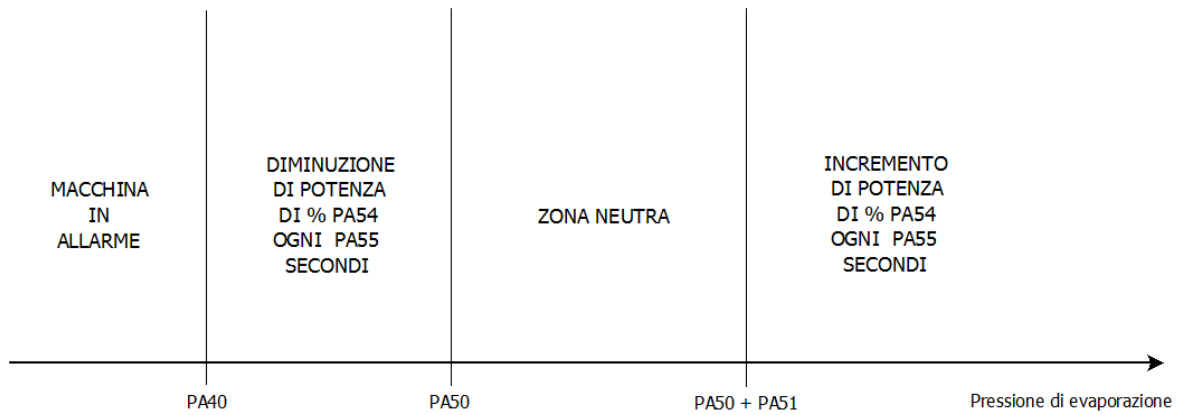 MACCHINA
IN
ALLARME
DIMINUZIONE
DI POTENZA
DI % PA54
OGNI PA55
SECONDI
ZONA NEUTRA
INCREMENTO
DI POTENZA
DI % PA54
OGNI PA55
SECONDI
PA40
PA50
PA50 + PA51
Pressione di evaporazione